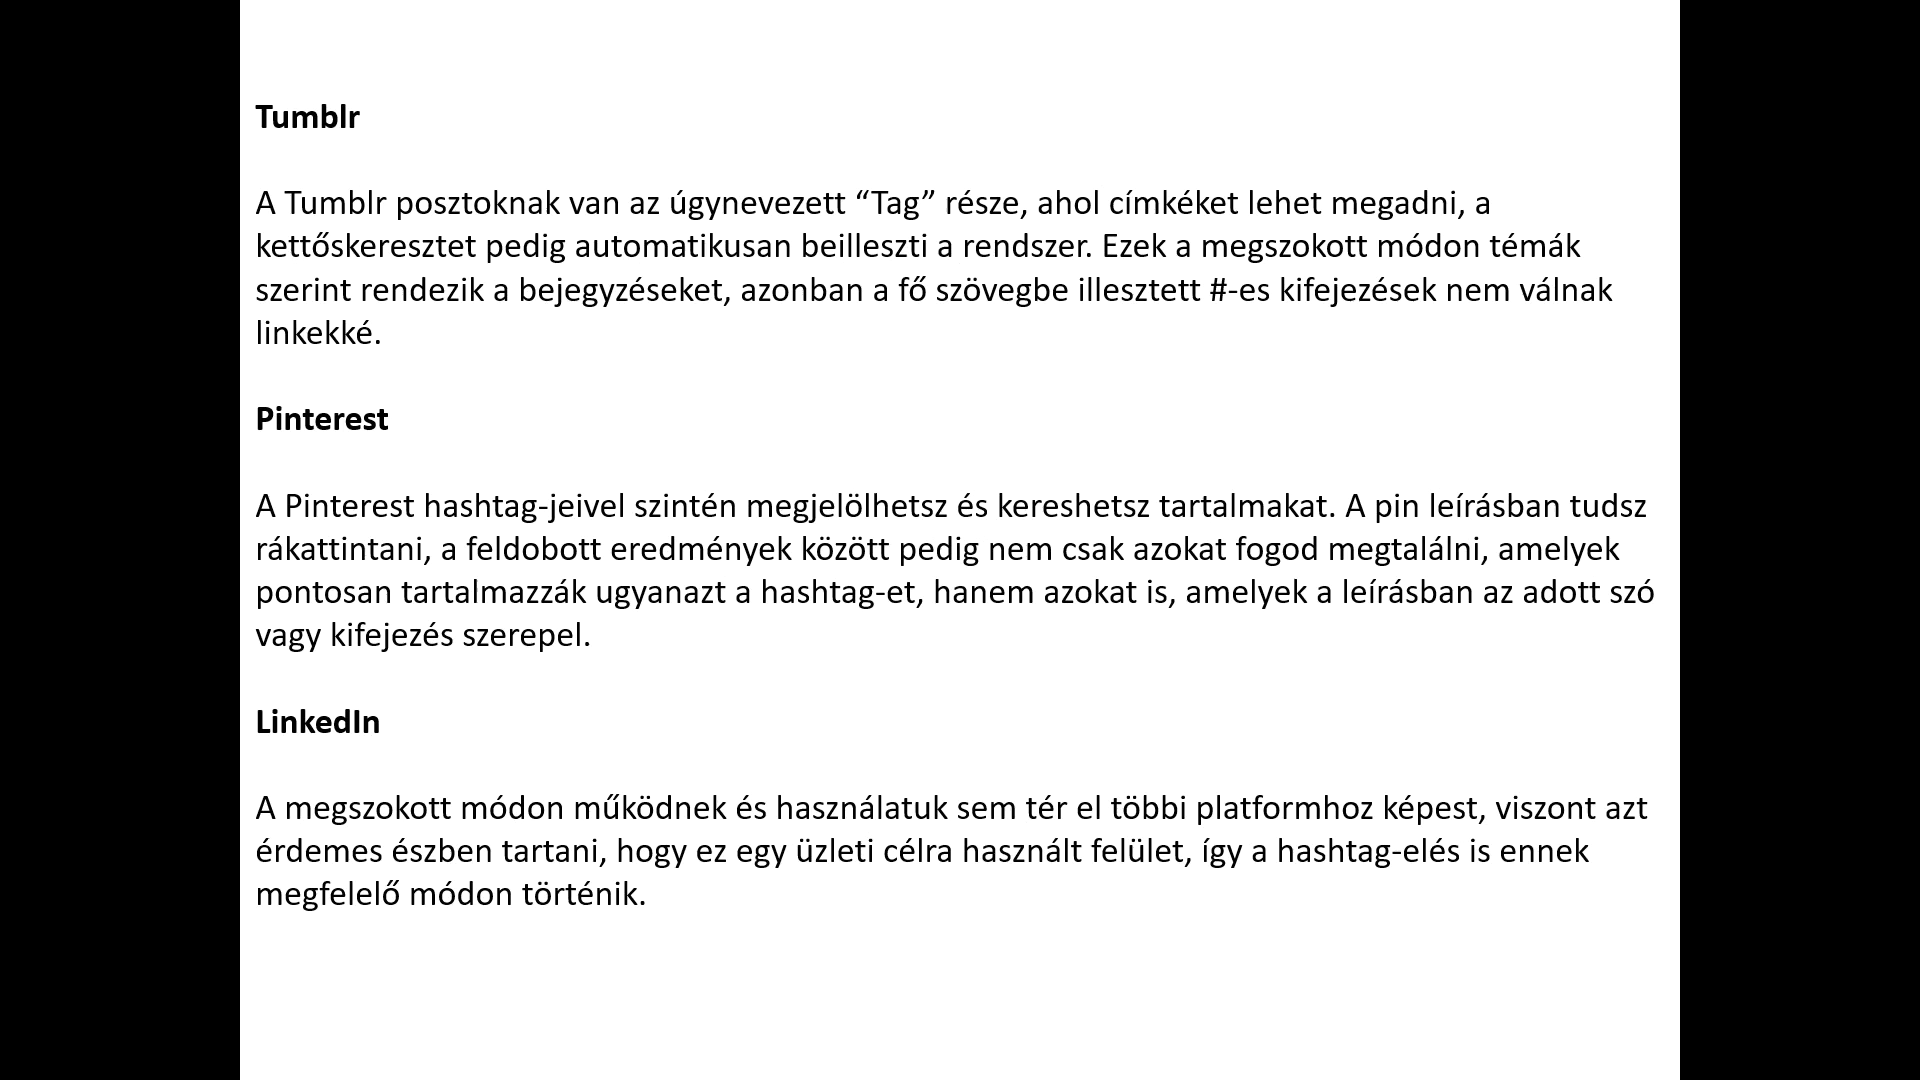 Tumblr
A Tumblr posztoknak van az úgynevezett “Tag” része, ahol címkéket lehet megadni, a
kettőskeresztet pedig automatikusan beilleszti a rendszer. Ezek a megszokott módon témák
szerint rendezik a bejegyzéseket, azonban a fő szövegbe illesztett #-es kifejezések nem válnak
linkekké.
Pinterest
A Pinterest hashtag-jeivel szintén megjelölhetsz és kereshetsz tartalmakat. A pin leírásban tudsz
rákattintani, a feldobott eredmények között pedig nem csak azokat fogod megtalálni, amelyek
pontosan tartalmazzák ugyanazt a hashtag-et, hanem azokat is, amelyek a leírásban az adott szó
vagy kifejezés szerepel.
LinkedIn
A megszokott módon működnek és használatuk sem tér el többi platformhoz képest, viszont azt
érdemes észben tartani, hogy ez egy üzleti célra használt felület, így a hashtag-elés is ennek
megfelelő módon történik.